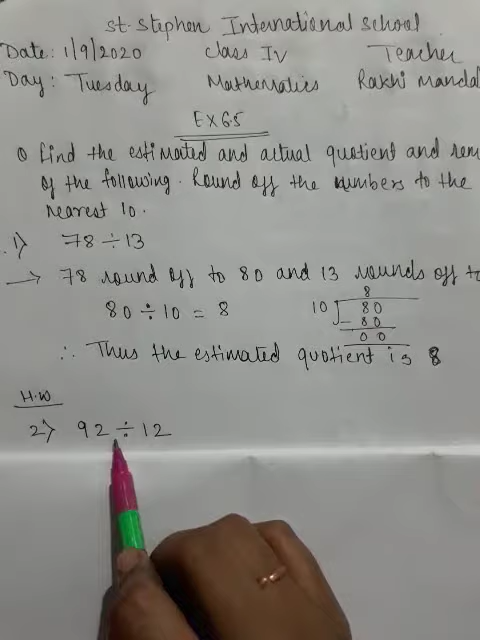 St. Stephen International School
Date: 1/9/2020 Class IV Teacher
Day: Tuesday Mathematics Rakhi Mandal
EX 6.5
Q Find the estimated and actual quotient and rem
of the following. Round off the numbers to the
nearest 10.
1) 78 ÷ 13
→ 78 round off to 80 and 13 rounds off to
8
80 ÷ 10 = 8 10 80
- 80
00
∴ Thus the estimated quotient is 8
H.W
2) 92 ÷ 12